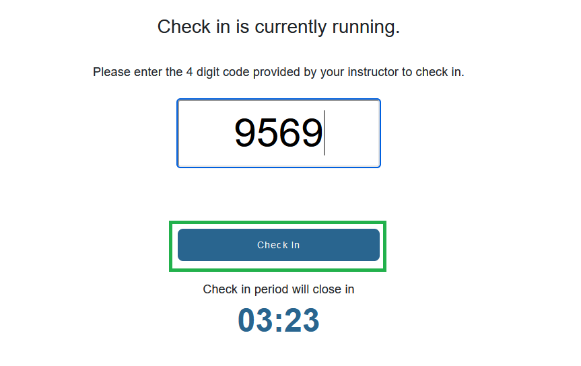 Check in is currently running.
Please enter the 4 digit code provided by your instructor to check in.
9569
Check In
Check in period will close in
03:23